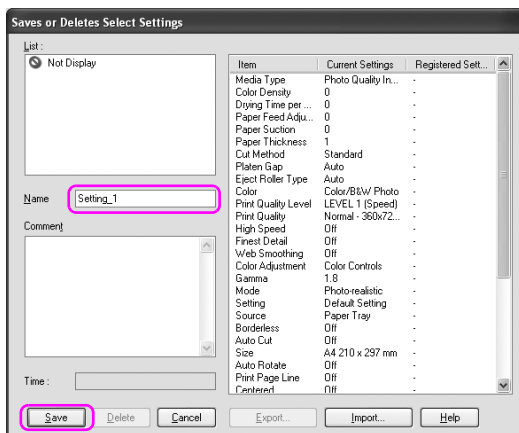 Saves or Deletes Select Settings
List :
Not Display
Name Setting_1
Comment
Time :
Item Current Settings Registered Sett...
Media Type Photo Quality In... -
Color Density 0 -
Drying Time per ... 0 -
Paper Feed Adju... 0 -
Paper Suction 0 -
Paper Thickness 1 -
Cut Method Standard -
Platen Gap Auto -
Eject Roller Type Auto -
Color Color/B&W Photo -
Print Quality Level LEVEL 1 (Speed) -
Print Quality Normal - 360x72... -
High Speed Off -
Finest Detail Off -
Web Smoothing Off -
Color Adjustment Color Controls -
Gamma 1.8 -
Mode Photo-realistic -
Setting Default Setting -
Source Paper Tray -
Borderless Off -
Auto Cut Off -
Size A4 210 x 297 mm -
Auto Rotate Off -
Print Page Line Off -
Centered Off -
Save Delete Cancel Export... Import... Help